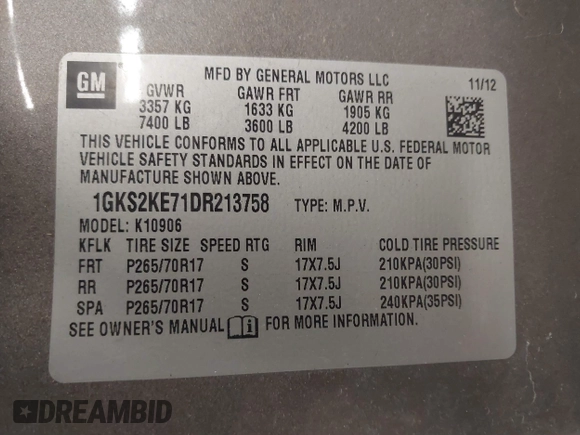 GM
MFD BY GENERAL MOTORS LLC
11/12
GVWR GAWR FRT GAWR RR
3357 KG 1633 KG 1905 KG
7400 LB 3600 LB 4200 LB
THIS VEHICLE CONFORMS TO ALL APPLICABLE U.S. FEDERAL MOTOR
VEHICLE SAFETY STANDARDS IN EFFECT ON THE DATE OF
MANUFACTURE SHOWN ABOVE.
1GKS2KE71DR213758 TYPE: M.P.V.
MODEL: K10906
KFLK TIRE SIZE SPEED RTG RIM COLD TIRE PRESSURE
FRT P265/70R17 S 17X7.5J 210KPA(30PSI)
RR P265/70R17 S 17X7.5J 210KPA(30PSI)
SPA P265/70R17 S 17X7.5J 240KPA(35PSI)
SEE OWNER'S MANUAL FOR MORE INFORMATION.
DREAMBID